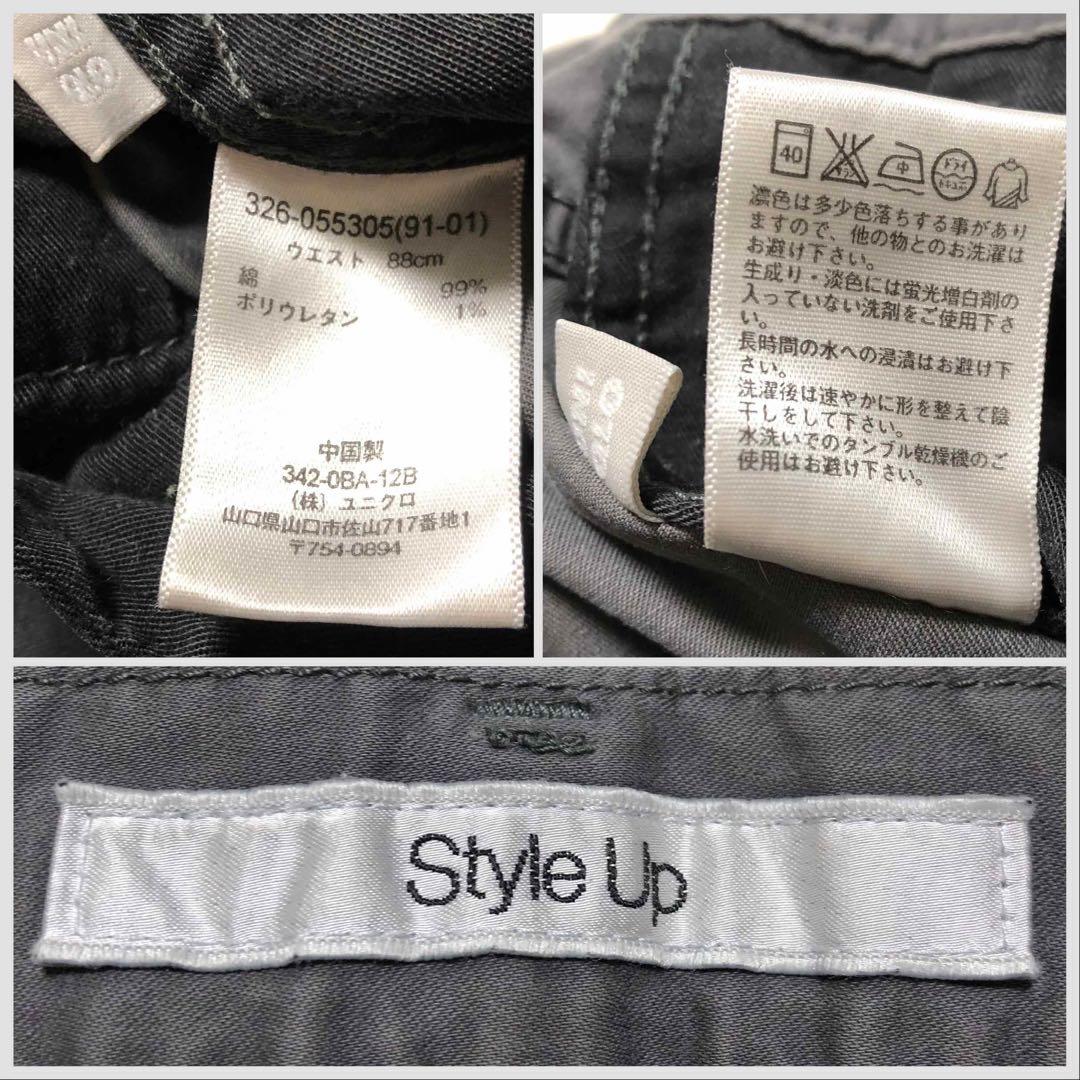 326-055305(91-01)
ウエスト 88cm
綿 99%
ポリウレタン 1%
中国製
342-0BA-12B
(株) ユニクロ
山口県山口市佐山717番地1
〒754-0894
40
中
ドライ
濃色は多少色落ちする事があり
ますので、他の物とのお洗濯は
お避け下さい。
生成り・淡色には蛍光増白剤の
入っていない洗剤をご使用下さ
い。
長時間の水への浸漬はお避け下
さい。
洗濯後は速やかに形を整えて陰
干しをして下さい。
水洗いでのタンブル乾燥機のご
使用はお避け下さい。
Style Up